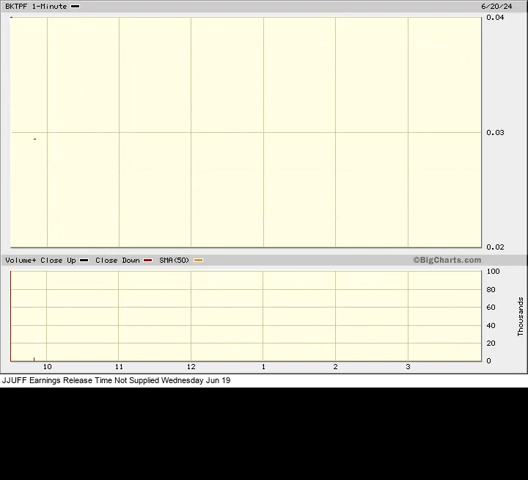 BKTPF 1-Minute 6/20/24
0.04
0.03
0.02
Volume+ Close Up Close Down SMA(50) ©BigCharts.com
100
80
60
40
20
0
Thousands
10 11 12 1 2 3
JJUFF Earnings Release Time Not Supplied Wednesday Jun 19